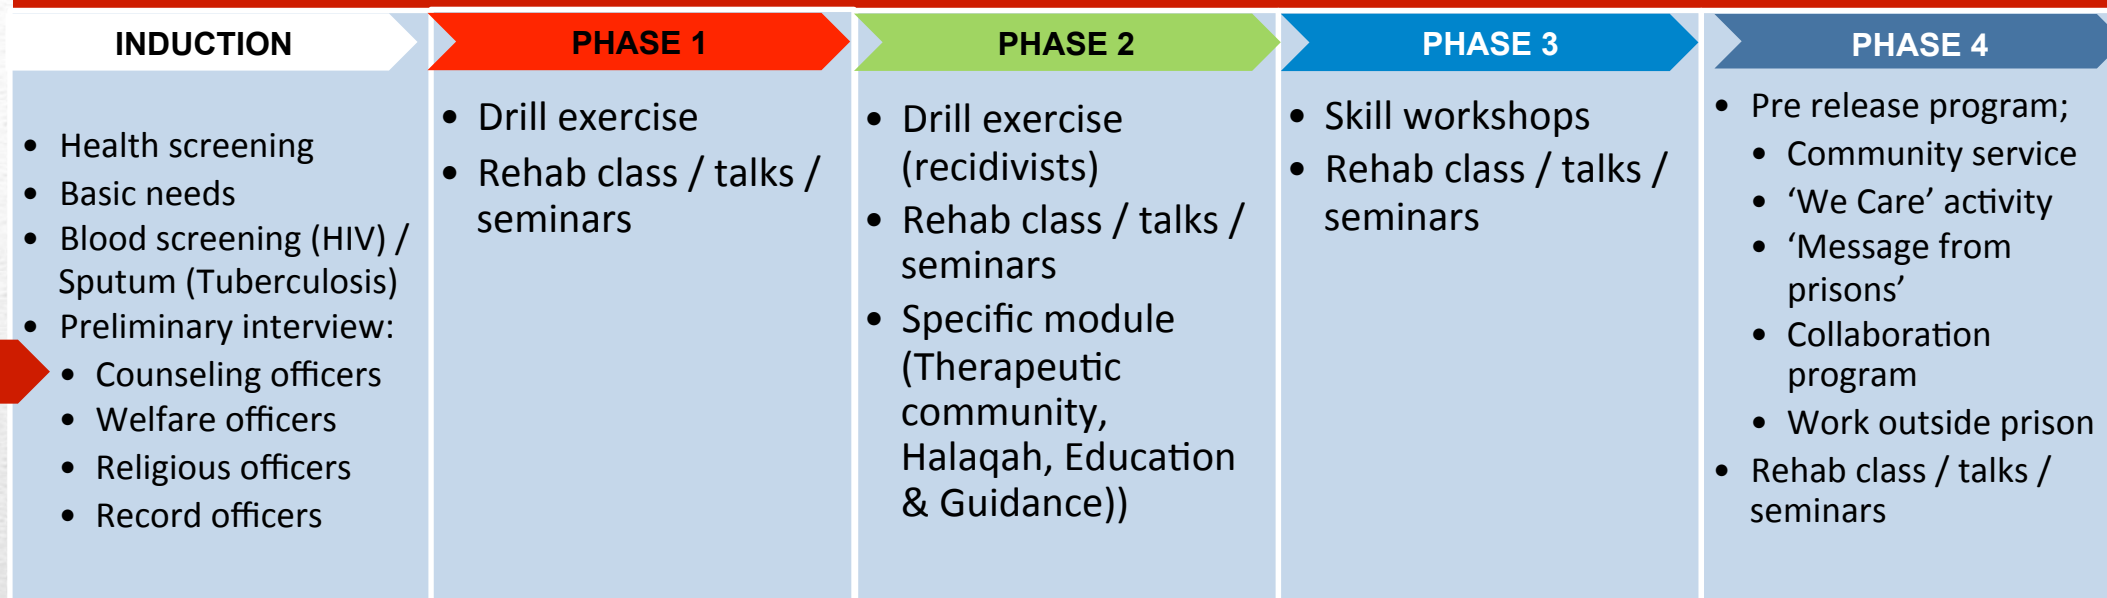 INDUCTION
• Health screening
• Basic needs
• Blood screening (HIV) /
Sputum (Tuberculosis)
• Preliminary interview:
• Counseling officers
• Welfare officers
• Religious officers
• Record officers
PHASE 1
• Drill exercise
• Rehab class / talks /
seminars
PHASE 2
• Drill exercise
(recidivists)
• Rehab class / talks /
seminars
• Specific module
(Therapeutic
community,
Halaqah, Education
& Guidance))
PHASE 3
• Skill workshops
• Rehab class / talks /
seminars
PHASE 4
• Pre release program;
• Community service
• ‘We Care’ activity
• ‘Message from
prisons’
• Collaboration
program
• Work outside prison
• Rehab class / talks /
seminars